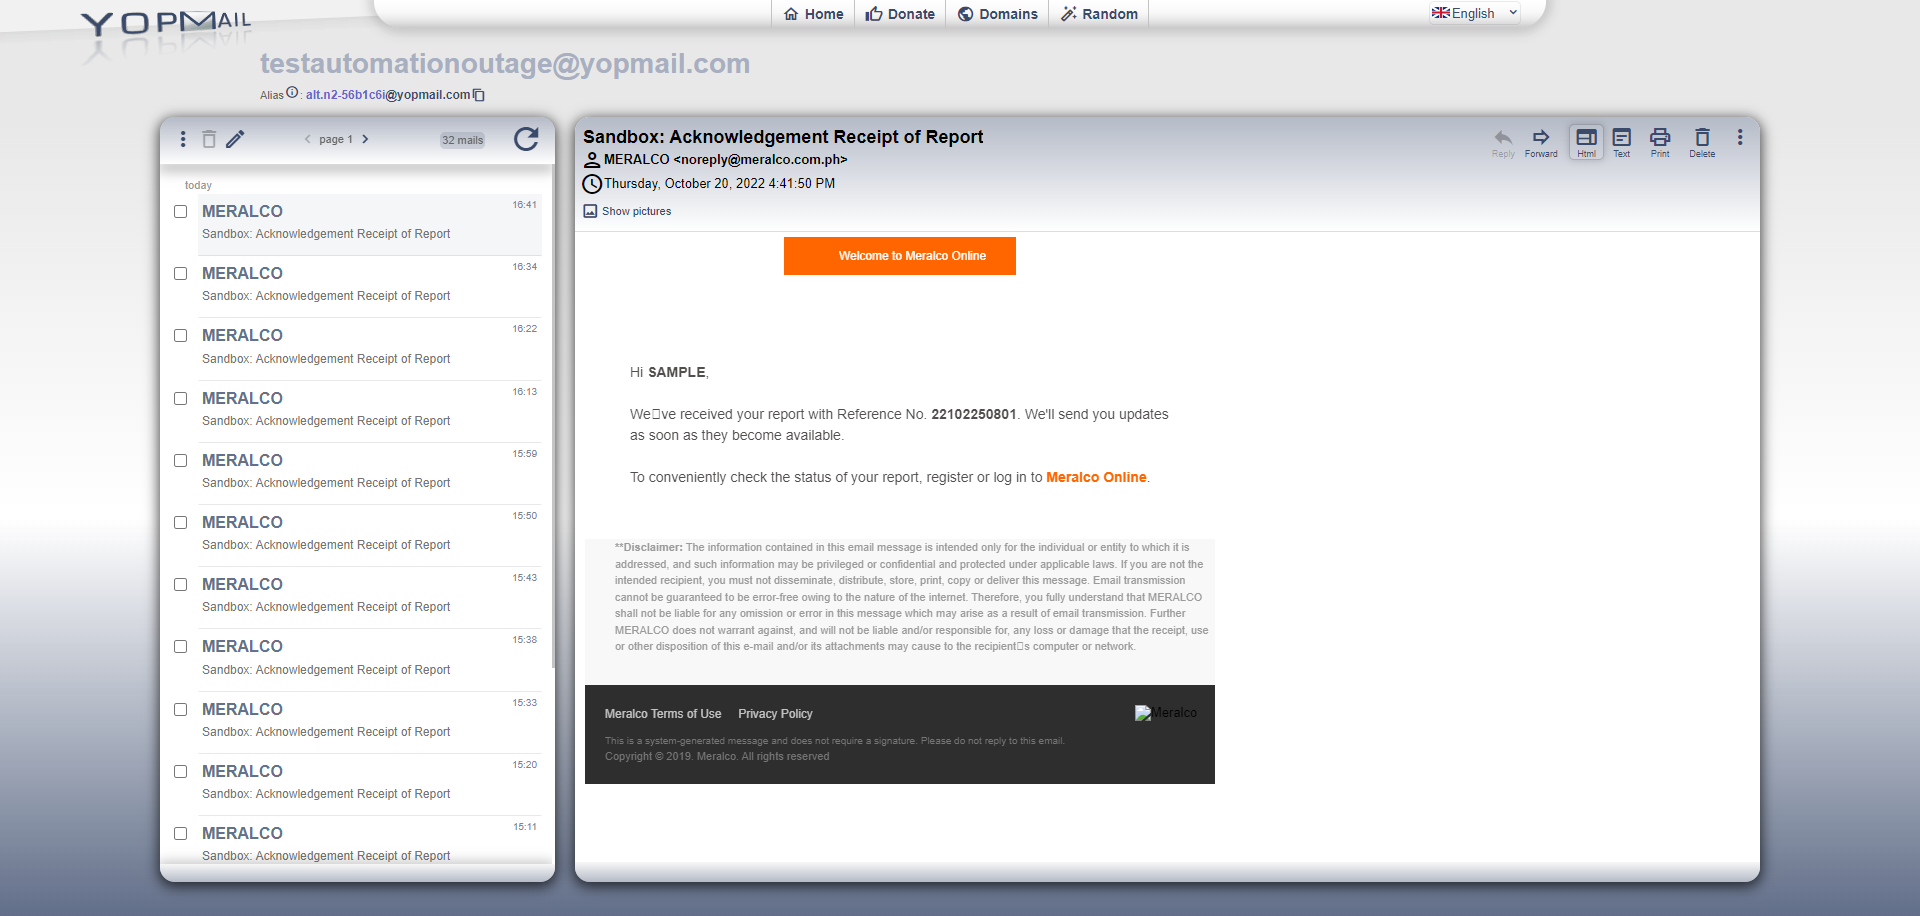 YOPMAIL
Home
Donate
Domains
Random
English
testautomationoutage@yopmail.com
Alias : alt.n2-56b1c6i@yopmail.com
page 1
32 mails
today
MERALCO
16:41
Sandbox: Acknowledgement Receipt of Report
MERALCO
16:34
Sandbox: Acknowledgement Receipt of Report
MERALCO
16:22
Sandbox: Acknowledgement Receipt of Report
MERALCO
16:13
Sandbox: Acknowledgement Receipt of Report
MERALCO
15:59
Sandbox: Acknowledgement Receipt of Report
MERALCO
15:50
Sandbox: Acknowledgement Receipt of Report
MERALCO
15:43
Sandbox: Acknowledgement Receipt of Report
MERALCO
15:38
Sandbox: Acknowledgement Receipt of Report
MERALCO
15:33
Sandbox: Acknowledgement Receipt of Report
MERALCO
15:20
Sandbox: Acknowledgement Receipt of Report
MERALCO
15:11
Sandbox: Acknowledgement Receipt of Report
Sandbox: Acknowledgement Receipt of Report
MERALCO <noreply@meralco.com.ph>
Thursday, October 20, 2022 4:41:50 PM
Show pictures
Reply
Forward
Html
Text
Print
Delete
Welcome to Meralco Online
Hi SAMPLE,
We▯ve received your report with Reference No. 22102250801. We'll send you updates
as soon as they become available.
To conveniently check the status of your report, register or log in to Meralco Online.
**Disclaimer: The information contained in this email message is intended only for the individual or entity to which it is
addressed, and such information may be privileged or confidential and protected under applicable laws. If you are not the
intended recipient, you must not disseminate, distribute, store, print, copy or deliver this message. Email transmission
cannot be guaranteed to be error-free owing to the nature of the internet. Therefore, you fully understand that MERALCO
shall not be liable for any omission or error in this message which may arise as a result of email transmission. Further
MERALCO does not warrant against, and will not be liable and/or responsible for, any loss or damage that the receipt, use
or other disposition of this e-mail and/or its attachments may cause to the recipient▯s computer or network.
Meralco Terms of Use
Privacy Policy
Meralco
This is a system-generated message and does not require a signature. Please do not reply to this email.
Copyright © 2019. Meralco. All rights reserved